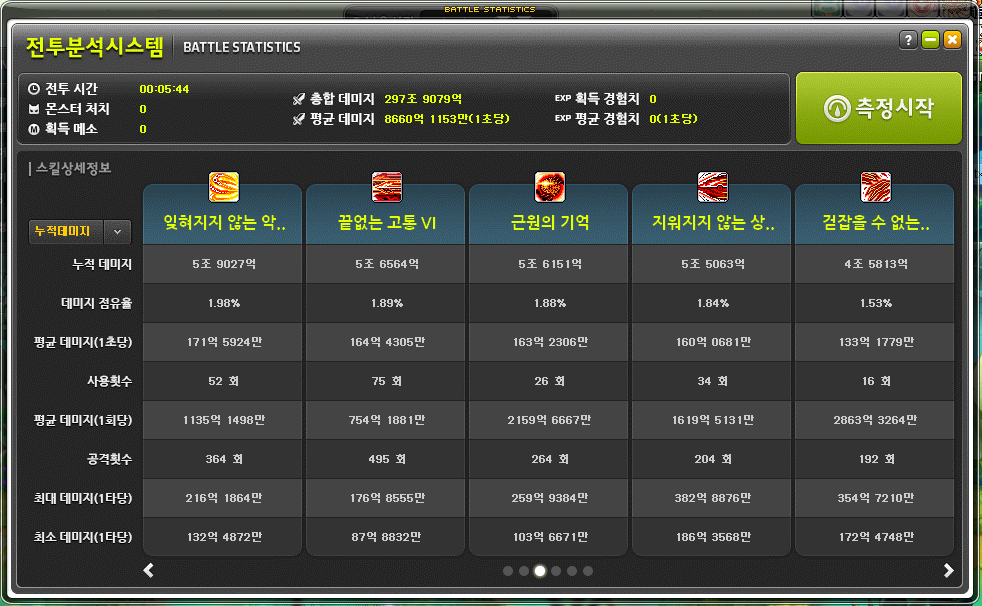 BATTLE STATISTICS
전투분석시스템 BATTLE STATISTICS ?
전투 시간 00:05:44
몬스터 처치 0
획득 메소 0
총합 데미지 297조 9079억
평균 데미지 8660억 1153만(1초당)
EXP 획득 경험치 0
EXP 평균 경험치 0(1초당)
측정시작
스킬상세정보
잊혀지지 않는 악.. 끝없는 고통 VI 근원의 기억 지워지지 않는 상.. 걷잡을 수 없는..
누적데미지
누적 데미지 5조 9027억 5조 6564억 5조 6151억 5조 5063억 4조 5813억
데미지 점유율 1.98% 1.89% 1.88% 1.84% 1.53%
평균 데미지(1초당) 171억 5924만 164억 4305만 163억 2306만 160억 0681만 133억 1779만
사용횟수 52 회 75 회 26 회 34 회 16 회
평균 데미지(1회당) 1135억 1498만 754억 1881만 2159억 6667만 1619억 5131만 2863억 3264만
공격횟수 364 회 495 회 264 회 204 회 192 회
최대 데미지(1타당) 216억 1864만 176억 8555만 259억 9384만 382억 8876만 354억 7210만
최소 데미지(1타당) 132억 4872만 87억 8832만 103억 6671만 186억 3568만 172억 4748만